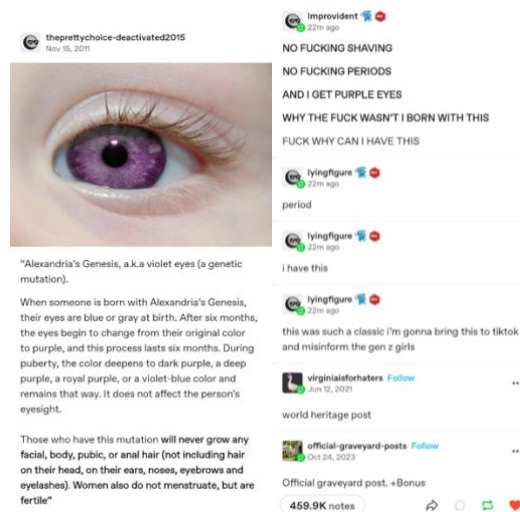 theprettychoice-deactivated2015
Nov 15, 2011
"Alexandria's Genesis, a.k.a violet eyes (a genetic
mutation).
When someone is born with Alexandria's Genesis,
their eyes are blue or gray at birth. After six months,
the eyes begin to change from their original color
to purple, and this process lasts six months. During
puberty, the color deepens to dark purple, a deep
purple, a royal purple, or a violet-blue color and
remains that way. It does not affect the person's
eyesight.
Those who have this mutation will never grow any
facial, body, pubic, or anal hair (not including hair
on their head, on their ears, noses, eyebrows and
eyelashes). Women also do not menstruate, but are
fertile"
Improvident
22m ago
NO FUCKING SHAVING
NO FUCKING PERIODS
AND I GET PURPLE EYES
WHY THE FUCK WASN'T I BORN WITH THIS
FUCK WHY CAN I HAVE THIS
lyingfigure
22m ago
period
lyingfigure
22m ago
i have this
lyingfigure
22m ago
this was such a classic i'm gonna bring this to tiktok
and misinform the gen z girls
virginiaisforhaters Follow
Jun 12, 2021
world heritage post
official-graveyard-posts Follow
Oct 24, 2023
Official graveyard post. +Bonus
459.9K notes